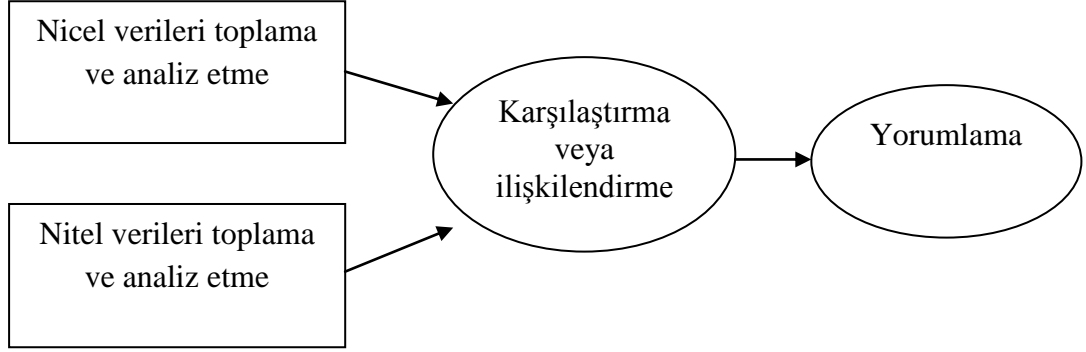 Nicel verileri toplama
ve analiz etme
Nitel verileri toplama
ve analiz etme
Karşılaştırma
veya
ilişkilendirme
Yorumlama